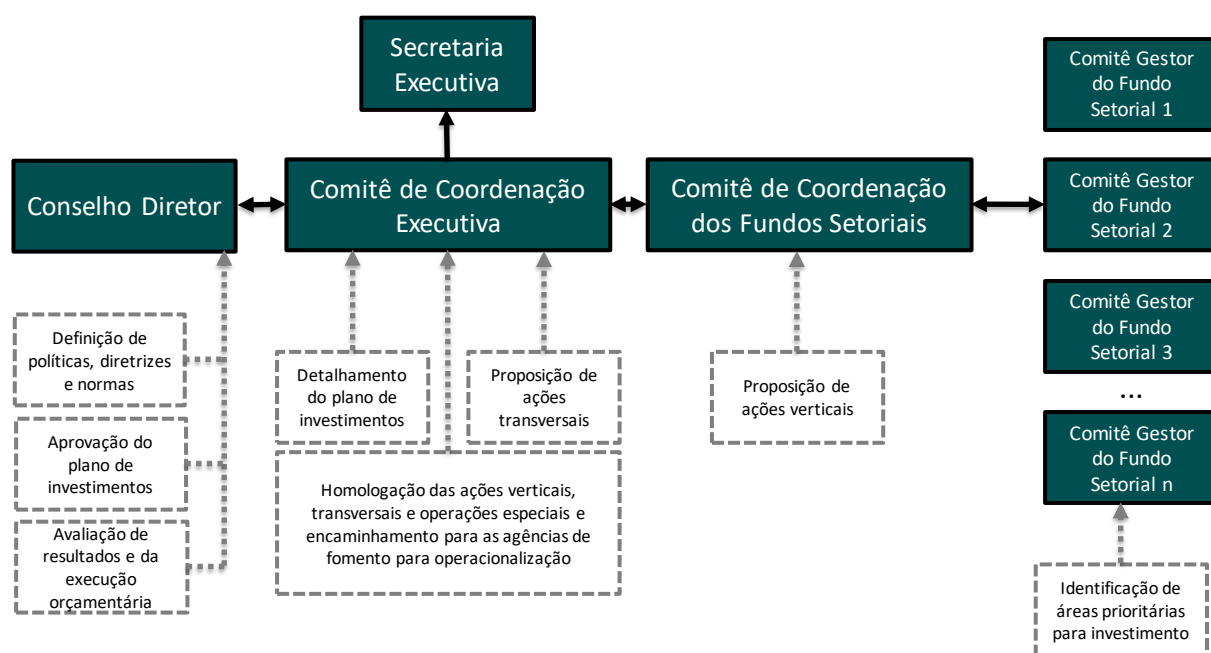 Secretaria
Executiva
Conselho Diretor
Comitê de Coordenação
Executiva
Comitê de Coordenação
dos Fundos Setoriais
Comitê Gestor
do Fundo
Setorial 1
Comitê Gestor
do Fundo
Setorial 2
Comitê Gestor
do Fundo
Setorial 3
...
Comitê Gestor
do Fundo
Setorial n
Definição de
políticas, diretrizes
e normas
Aprovação do
plano de
investimentos
Avaliação de
resultados e da
execução
orçamentária
Detalhamento
do plano de
investimentos
Proposição de
ações
transversais
Homologação das ações verticais,
transversais e operações especiais e
encaminhamento para as agências de
fomento para operacionalização
Proposição de
ações verticais
Identificação de
áreas prioritárias
para investimento